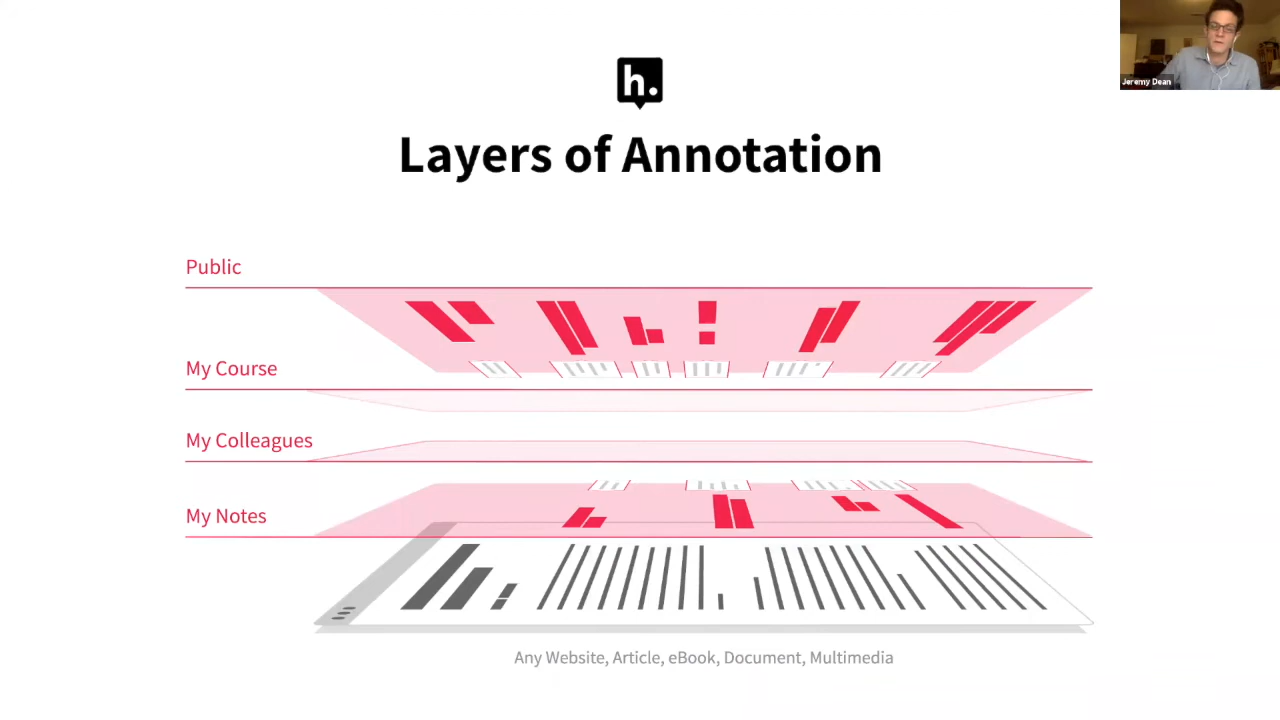 Jeremy Dean
h.
Layers of Annotation
Public
My Course
My Colleagues
My Notes
Any Website, Article, eBook, Document, Multimedia